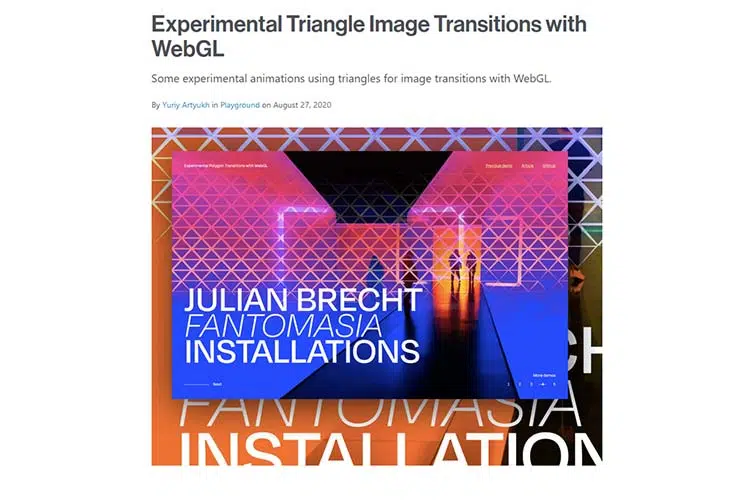 Experimental Triangle Image Transitions with
WebGL
Some experimental animations using triangles for image transitions with WebGL.
By Yuriy Artyukh in Playground on August 27, 2020
Experimental Polygon Transitions with WebGL
Previous demo Article GitHub
JULIAN BRECHT
FANTOMASIA
INSTALLATIONS
More demos
Next
1 2 3 4 5
CH
FANTOMASIA
INSTALLATION